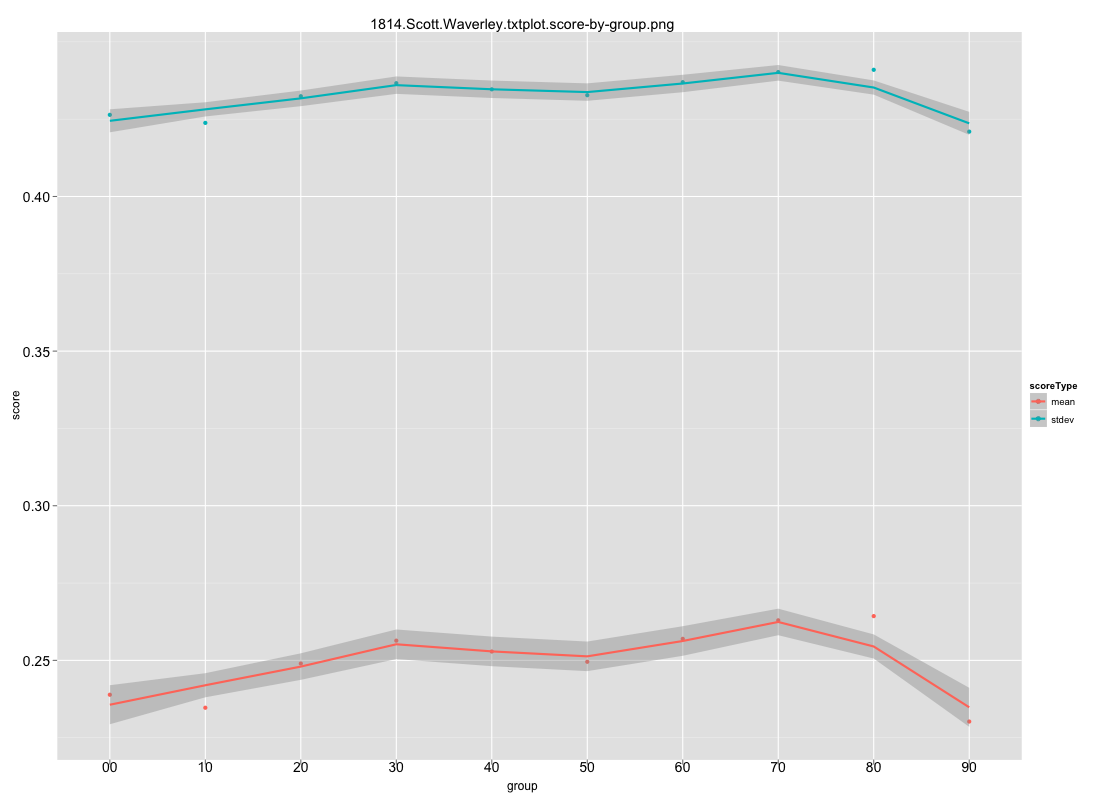 1814.Scott.Waverley.txtplot.score-by-group.png
score
0.40
0.35
0.30
0.25
00 10 20 30 40 50 60 70 80 90
group
scoreType
mean
stdev